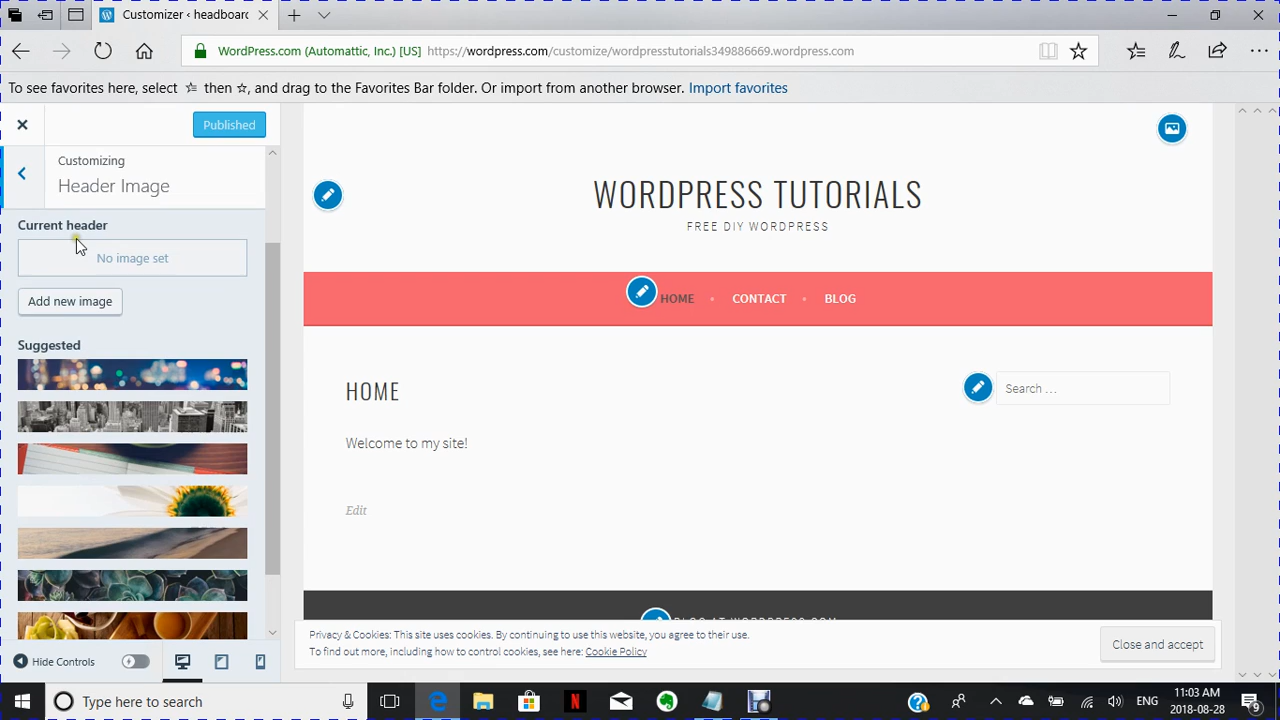 Customizer ‹ headboard
WordPress.com (Automattic, Inc.) [US] https://wordpress.com/customize/wordpresstutorials349886669.wordpress.com
To see favorites here, select then ☆, and drag to the Favorites Bar folder. Or import from another browser. Import favorites
Published
Customizing
Header Image
Current header
No image set
Add new image
Suggested
Hide Controls
WORDPRESS TUTORIALS
FREE DIY WORDPRESS
HOME
CONTACT
BLOG
HOME
Search ...
Welcome to my site!
Edit
BLOG AT WORDPRESS.COM
Privacy & Cookies: This site uses cookies. By continuing to use this website, you agree to their use.
To find out more, including how to control cookies, see here: Cookie Policy
Close and accept
Type here to search
ENG
11:03 AM
2018-08-28
9